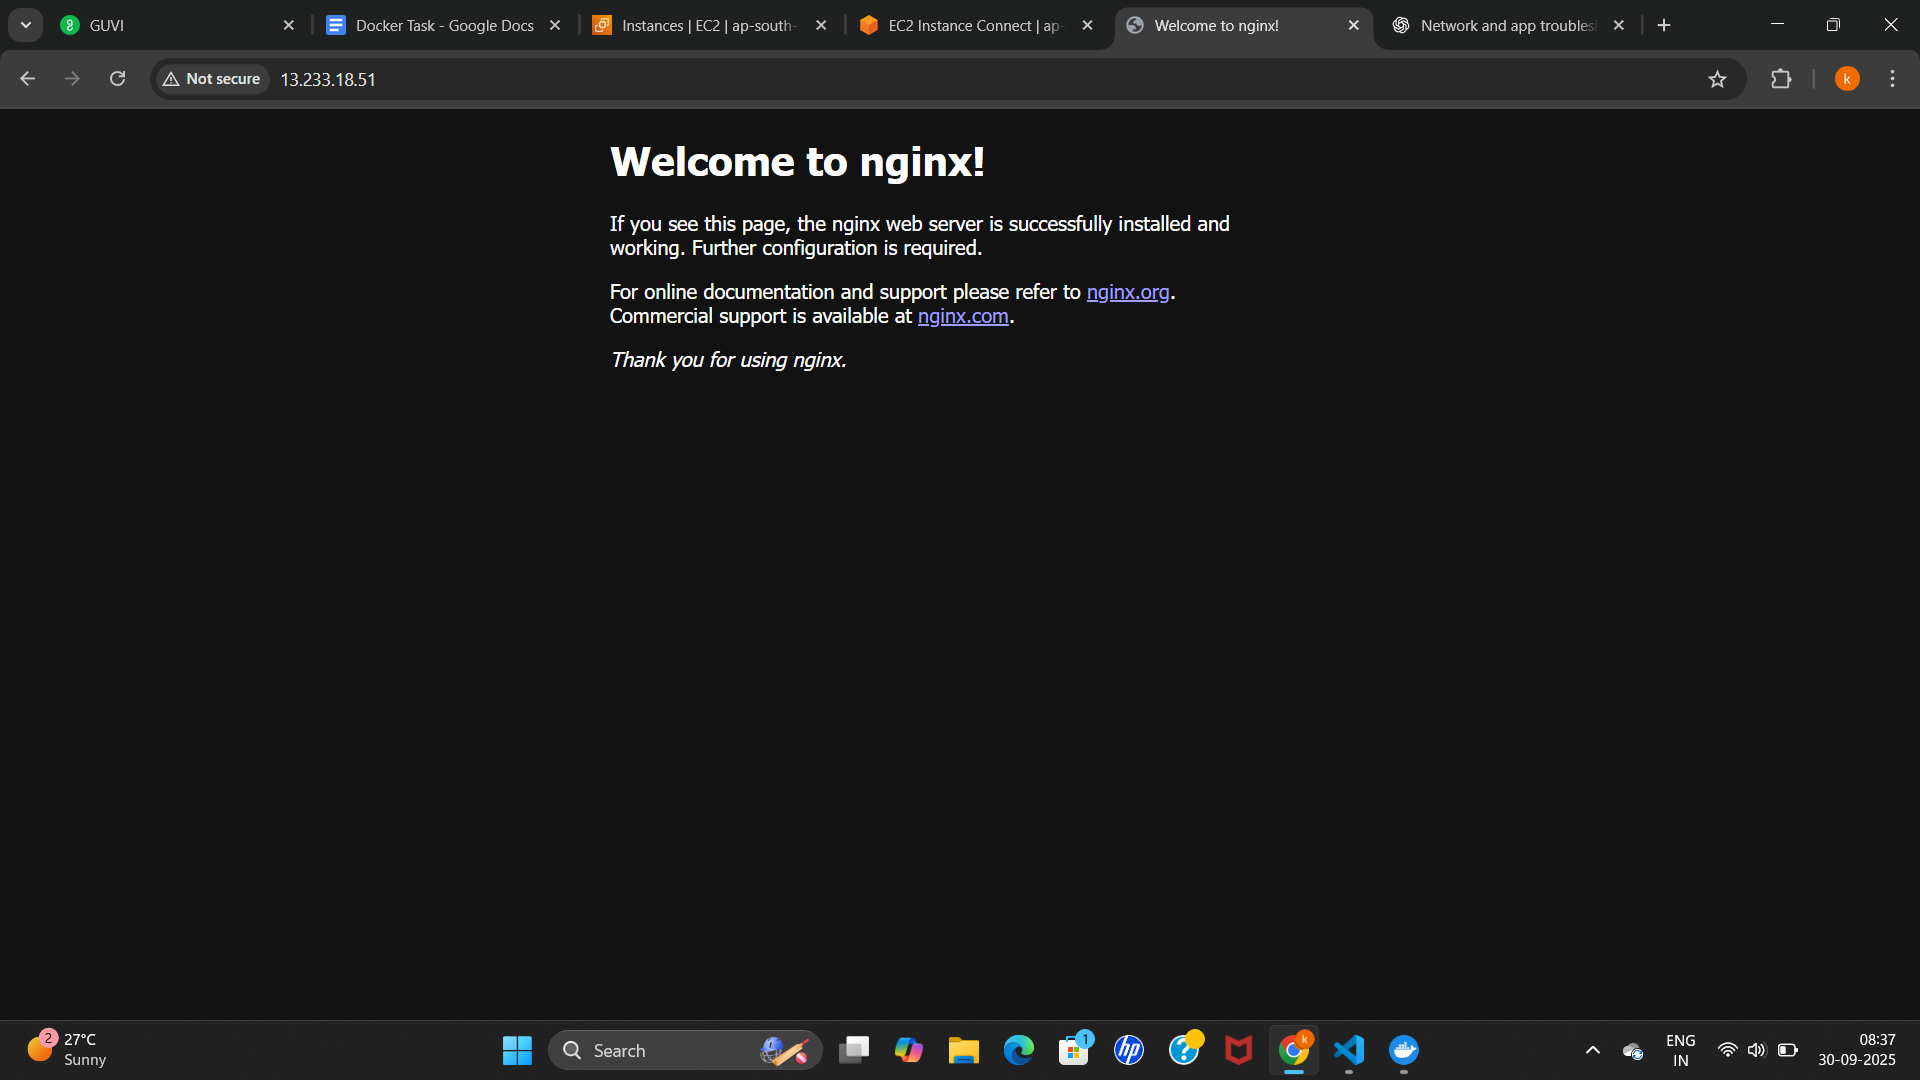 GUVI
Docker Task - Google Docs
Instances | EC2 | ap-south-
EC2 Instance Connect | ap-
Welcome to nginx!
Network and app troubles
Not secure
13.233.18.51
k
Welcome to nginx!
If you see this page, the nginx web server is successfully installed and
working. Further configuration is required.
For online documentation and support please refer to nginx.org.
Commercial support is available at nginx.com.
Thank you for using nginx.
2
27°C
Sunny
Search
1
hp
?
k
ENG
IN
08:37
30-09-2025